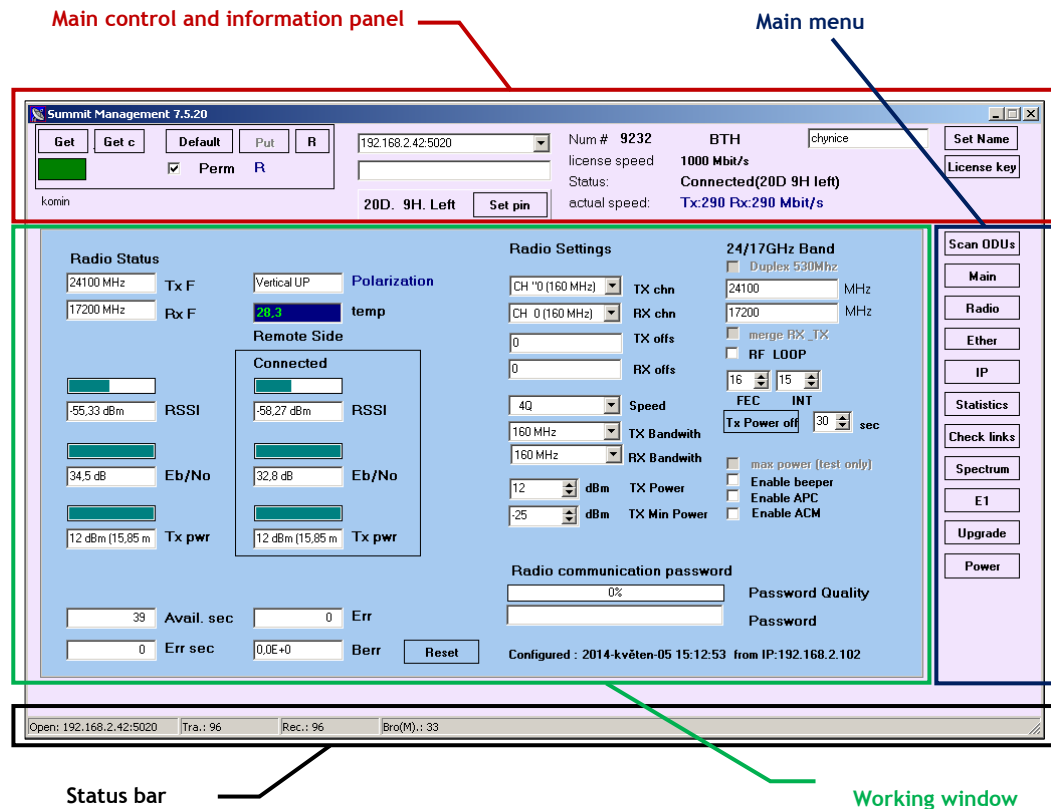 Main control and information panel
Main menu
Summit Management 7.5.20
Get Get c Default Put R
Perm R
komin
192.168.2.42:5020
20D. 9H. Left Set pin
Num # 9232 BTH chynice
license speed 1000 Mbit/s
Status: Connected(20D 9H left)
actual speed: Tx:290 Rx:290 Mbit/s
Set Name
License key
Radio Status
24100 MHz Tx F Vertical UP Polarization
17200 MHz Rx F 28,3 temp
Remote Side
Connected
-55,33 dBm RSSI -58,27 dBm RSSI
34,5 dB Eb/No 32,8 dB Eb/No
12 dBm (15,85 m Tx pwr 12 dBm (15,85 m Tx pwr
39 Avail. sec 0 Err
0 Err sec 0,0E+0 Berr Reset
Radio Settings
CH "0 (160 MHz) TX chn
CH 0 (160 MHz) RX chn
0 TX offs
0 RX offs
4Q Speed
160 MHz TX Bandwith
160 MHz RX Bandwith
12 dBm TX Power
-25 dBm TX Min Power
24/17GHz Band
Duplex 530Mhz
24100 MHz
17200 MHz
merge RX_TX
RF LOOP
16 15
FEC INT
Tx Power off 30 sec
max power (test only)
Enable beeper
Enable APC
Enable ACM
Radio communication password
0% Password Quality
Password
Configured : 2014-květen-05 15:12:53 from IP:192.168.2.102
Scan ODUs
Main
Radio
Ether
IP
Statistics
Check links
Spectrum
E1
Upgrade
Power
Open: 192.168.2.42:5020 Tra.: 96 Rec.: 96 Bro(M).: 33
Status bar
Working window